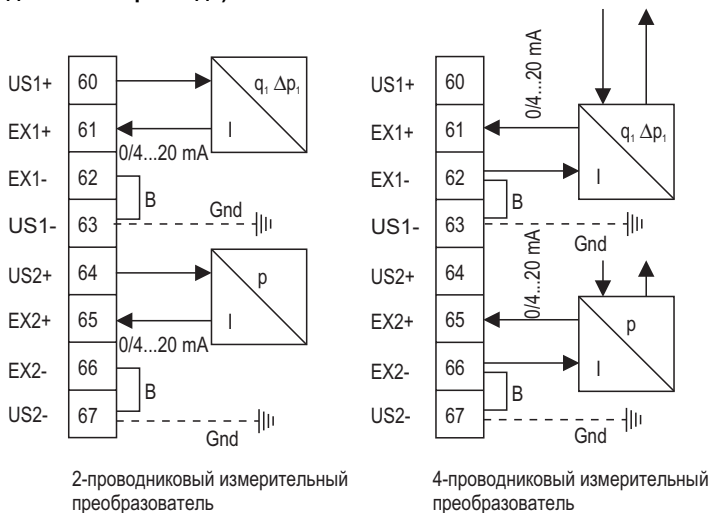 US1+ 60 q₁ Δp₁
EX1+ 61 I
0/4...20 mA
EX1- 62
B
US1- 63 Gnd
US2+ 64 p
EX2+ 65 I
0/4...20 mA
EX2- 66
B
US2- 67
Gnd
2-проводниковый измерительный
преобразователь
0/4...20 mA
US1+ 60
EX1+ 61 q₁ Δp₁
EX1- 62 I
B
US1- 63
Gnd
0/4...20 mA
US2+ 64
EX2+ 65 p
EX2- 66 I
B
US2- 67
Gnd
4-проводниковый измерительный
преобразователь